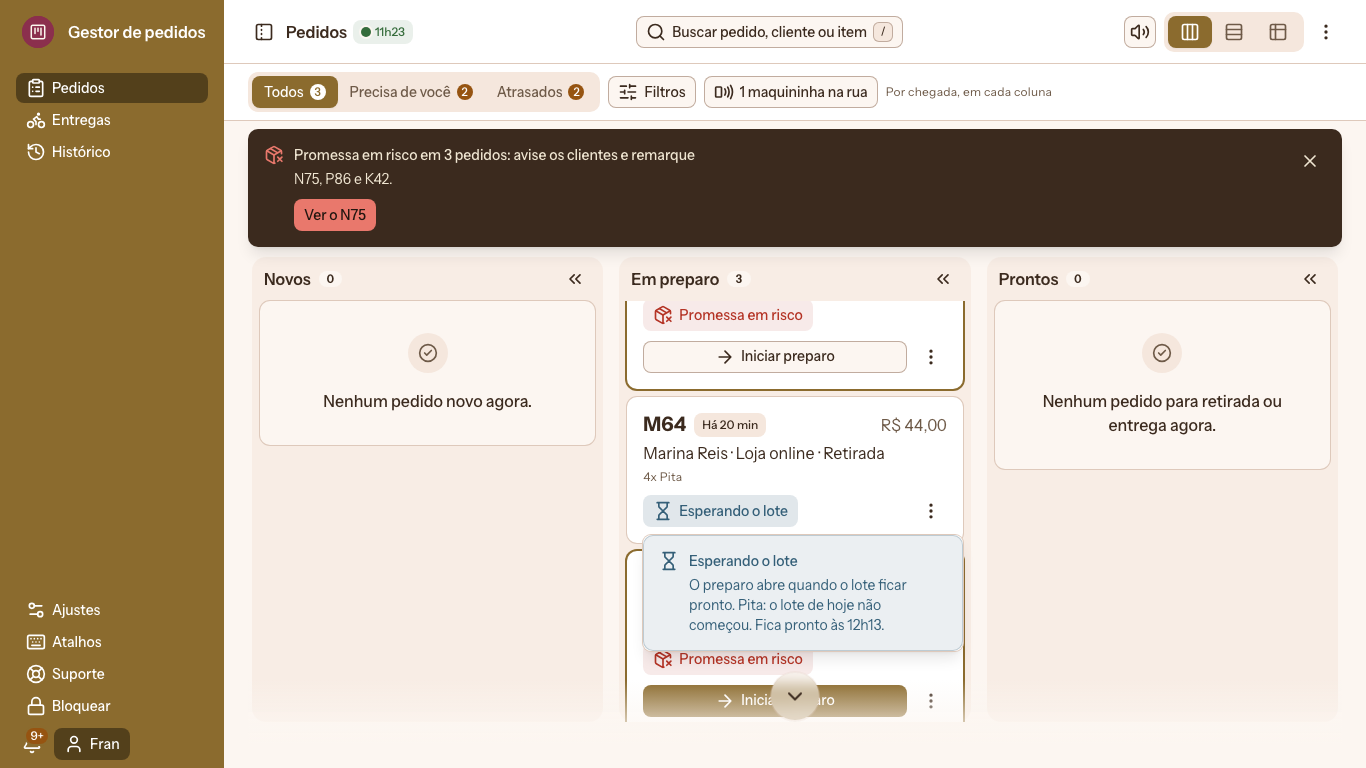 Gestor de pedidos
Pedidos
Entregas
Histórico
Ajustes
Atalhos
Suporte
Bloquear
9+
Fran
Pedidos
11h23
Buscar pedido, cliente ou item /
Todos 3
Precisa de você 2
Atrasados 2
Filtros
1 maquininha na rua
Por chegada, em cada coluna
Promessa em risco em 3 pedidos: avise os clientes e remarque
N75, P86 e K42.
Ver o N75
Novos 0
Nenhum pedido novo agora.
Em preparo 3
Promessa em risco
Iniciar preparo
M64 Há 20 min R$ 44,00
Marina Reis · Loja online · Retirada
4x Pita
Esperando o lote
Esperando o lote
O preparo abre quando o lote ficar
pronto. Pita: o lote de hoje não
começou. Fica pronto às 12h13.
Promessa em risco
Prontos 0
Nenhum pedido para retirada ou
entrega agora.